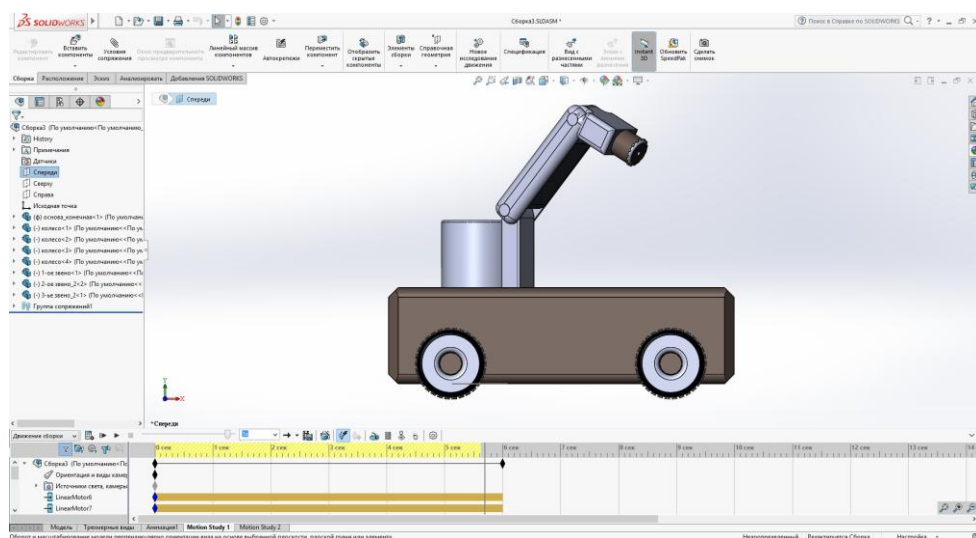 SOLIDWORKS
Сборка3.SLDASM *
Поиск в Справке по SOLIDWORKS
Редактировать компонент
Вставить компоненты
Условия сопряжения
Линейный массив компонентов
Автокрепежи
Переместить компонент
Отобразить скрытые компоненты
Элементы сборки
Справочная геометрия
Новое исследование движения
Спецификация
Вид с разнесенными частями
Instant 3D
Обновить SpeedPak
Сделать снимок
Сборка Расположение Эскиз Анализировать Добавления SOLIDWORKS
Спереди
Сборка3 (По умолчанию<По умолчанию_
History
Примечания
Датчики
Спереди
Сверху
Справа
Исходная точка
(ф) основа_конечная<1> (По умолчани
(-) колесо<1> (По умолчанию<<По ум
(-) колесо<2> (По умолчанию<<По ум
(-) колесо<3> (По умолчанию<<По ум
(-) колесо<4> (По умолчанию<<По ум
(-) 1-ое звено<1> (По умолчанию<<По
(-) 2-ое звено_2<2> (По умолчанию<<
(-) 3-ье звено_2<1> (По умолчанию<<
Группа сопряжений1
Y
X
*Спереди
Движение сборки
0 сек 1 сек 2 сек 3 сек 4 сек 5 сек 6 сек 7 сек 8 сек 9 сек 10 сек 11 сек 12 сек 13 сек 14
Сборка3 (По умолчанию<По
Ориентация и виды камер
Источники света, камеры
LinearMotor6
LinearMotor7
Модель Трехмерные виды Анимация1 Motion Study 1 Motion Study 2
Недоопределенный Редактируется Сборка Настройка